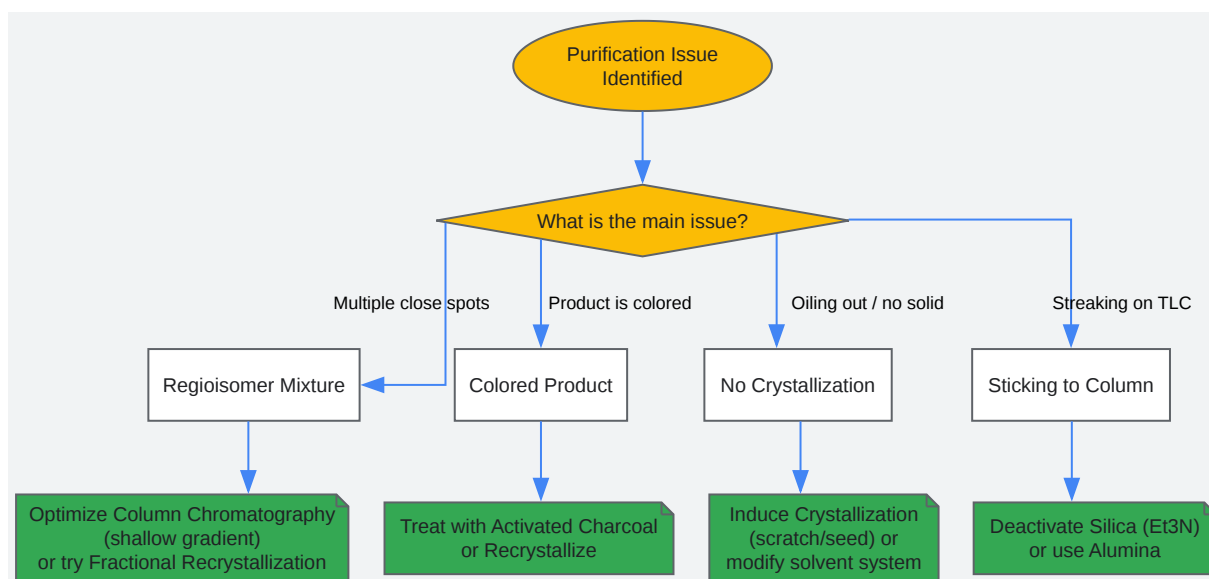 Purification Issue
Identified
What is the main issue?
Multiple close spots
Product is colored
Oiling out / no solid
Streaking on TLC
Regioisomer Mixture
Colored Product
No Crystallization
Sticking to Column
Optimize Column Chromatography
(shallow gradient)
or try Fractional Recrystallization
Treat with Activated Charcoal
or Recrystallize
Induce Crystallization
(scratch/seed) or
modify solvent system
Deactivate Silica (Et3N)
or use Alumina